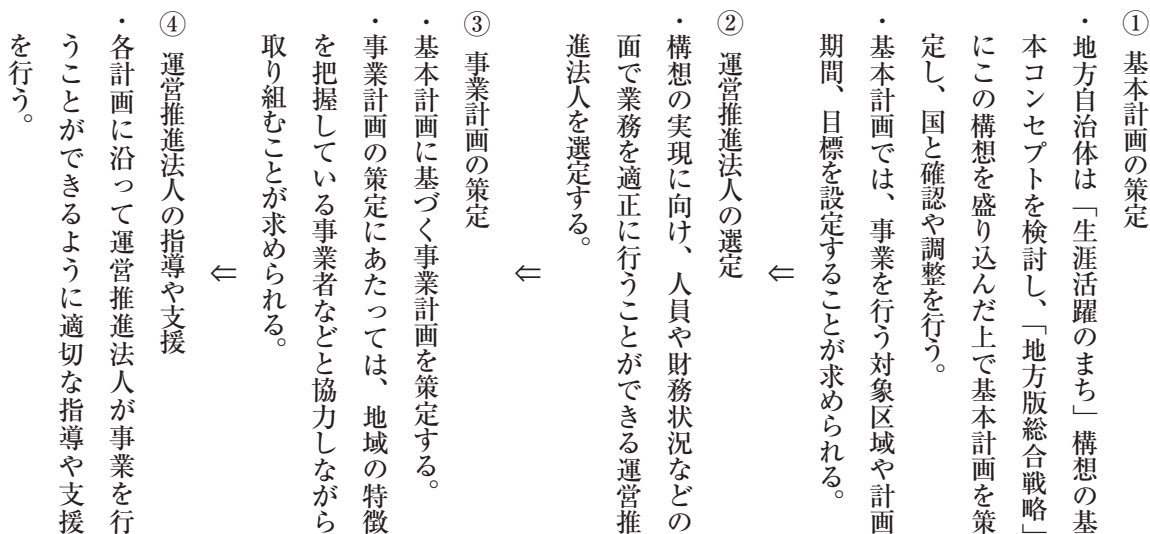 ① 基本計画の策定
・地方自治体は「生涯活躍のまち」構想の基
本コンセプトを検討し、「地方版総合戦略」
にこの構想を盛り込んだ上で基本計画を策
定し、国と確認や調整を行う。
・基本計画では、事業を行う対象区域や計画
期間、目標を設定することが求められる。
⇐
② 運営推進法人の選定
・構想の実現に向け、人員や財務状況などの
面で業務を適正に行うことができる運営推
進法人を選定する。
⇐
③ 事業計画の策定
・基本計画に基づく事業計画を策定する。
・事業計画の策定にあたっては、地域の特徴
を把握している事業者などと協力しながら
取り組むことが求められる。
⇐
④ 運営推進法人の指導や支援
・各計画に沿って運営推進法人が事業を行
うことができるように適切な指導や支援
を行う。